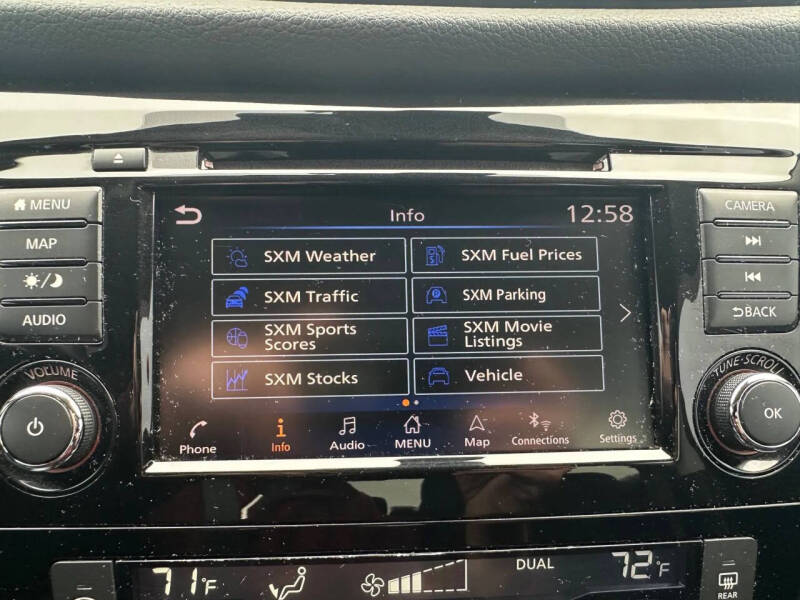 MENU
MAP
AUDIO
VOLUME
Info
12:58
SXM Weather
SXM Fuel Prices
SXM Traffic
SXM Parking
SXM Sports
Scores
SXM Movie
Listings
SXM Stocks
Vehicle
Phone
Info
Audio
MENU
Map
Connections
Settings
CAMERA
BACK
TUNE·SCROLL
OK
71°F
DUAL
72°F
REAR